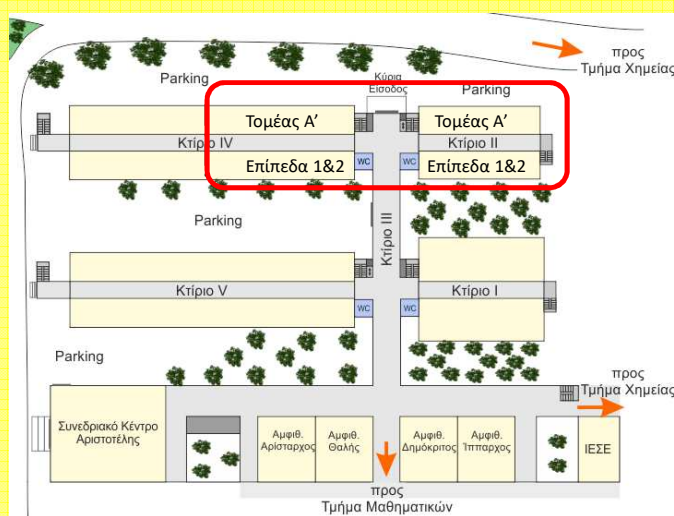 προς
Τμήμα Χημείας
Parking
Κύρια
Είσοδος
Parking
Τομέας Α’
Τομέας Α’
Κτίριο IV
Κτίριο II
Επίπεδα 1&2
WC
WC
Επίπεδα 1&2
Parking
Κτίριο III
Κτίριο V
Κτίριο I
WC
WC
Parking
προς
Τμήμα Χημείας
Συνεδριακό Κέντρο
Αριστοτέλης
Αμφιθ.
Αρίσταρχος
Αμφιθ.
Θαλής
Αμφιθ.
Δημόκριτος
Αμφιθ.
Ίππαρχος
ΙΕΣΕ
προς
Τμήμα Μαθηματικών